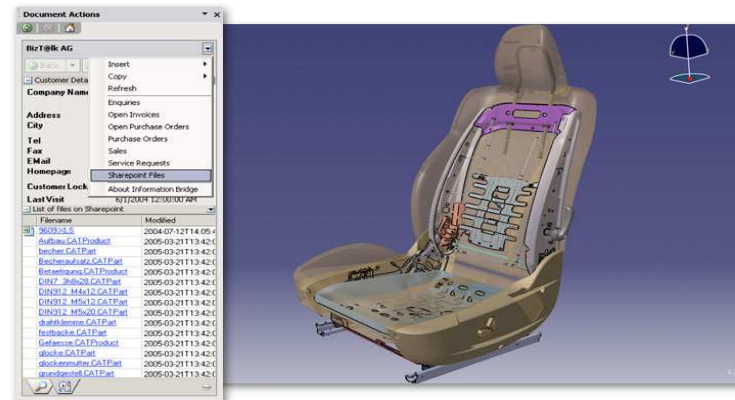 Document Actions
BizT@lk AG
Back
Insert
Customer Deta
Copy
Company Name
Refresh
Enquiries
Address
Open Invoices
City
Open Purchase Orders
Tel
Purchase Orders
Fax
Sales
EMail
Service Requests
Homepage
Sharepoint Files
Customer Lock
About Information Bridge
Last Visit 6/1/2004 12:00:00 AM
List of files on Sharepoint
Filename Modified
9609.XLS 2004-07-12T14:05:4
Aufbau.CATProduct 2005-03-21T13:42:0
becher.CATPart 2005-03-21T13:42:0
Becheraufsatz.CATPart 2005-03-21T13:42:0
Betaetigung.CATProduct 2005-03-21T13:42:0
DIN7_3h8x28.CATPart 2005-03-21T13:42:0
DIN912_M4x12.CATPart 2005-03-21T13:42:0
DIN912_M5x12.CATPart 2005-03-21T13:42:0
DIN912_M5x20.CATPart 2005-03-21T13:42:0
drahtklemme.CATPart 2005-03-21T13:42:0
festbacke.CATPart 2005-03-21T13:42:0
Gefaesse.CATProduct 2005-03-21T13:42:0
glocke.CATPart 2005-03-21T13:42:0
glockenmutter.CATPart 2005-03-21T13:42:0
grundgestell.CATPart 2005-03-21T13:42:0